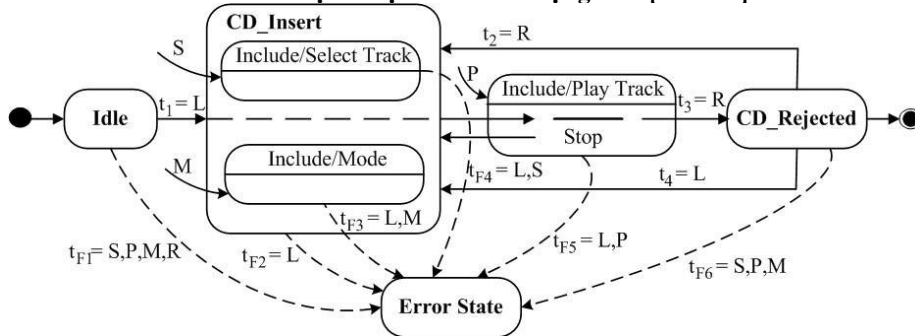 CD_Insert
t2 = R
S
Include/Select Track
P
Include/Play Track
t1 = L
t3 = R
Idle
CD_Rejected
Stop
Include/Mode
M
tF4 = L,S
t4 = L
tF3 = L,M
tF1 = S,P,M,R
tF2 = L
tF5 = L,P
tF6 = S,P,M
Error State